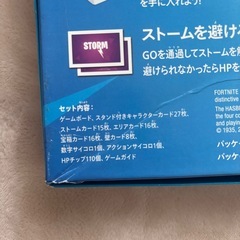 を手に入れよう!
STORM
ストームを避け
GOを通過してストームを
避けられなかったらHPを
セット内容:
ゲームボード、スタンド付きキャラクターカード27枚、
ストームカード15枚、エリアカード16枚、
宝箱カード16枚、壁カード8枚、
数字サイコロ1個、アクションサイコロ1個、
HPチップ110個、ゲームガイド
FORTNITE
distinctive
The HASB
the four co
and
© 1935, 2
パッケ
パッケ